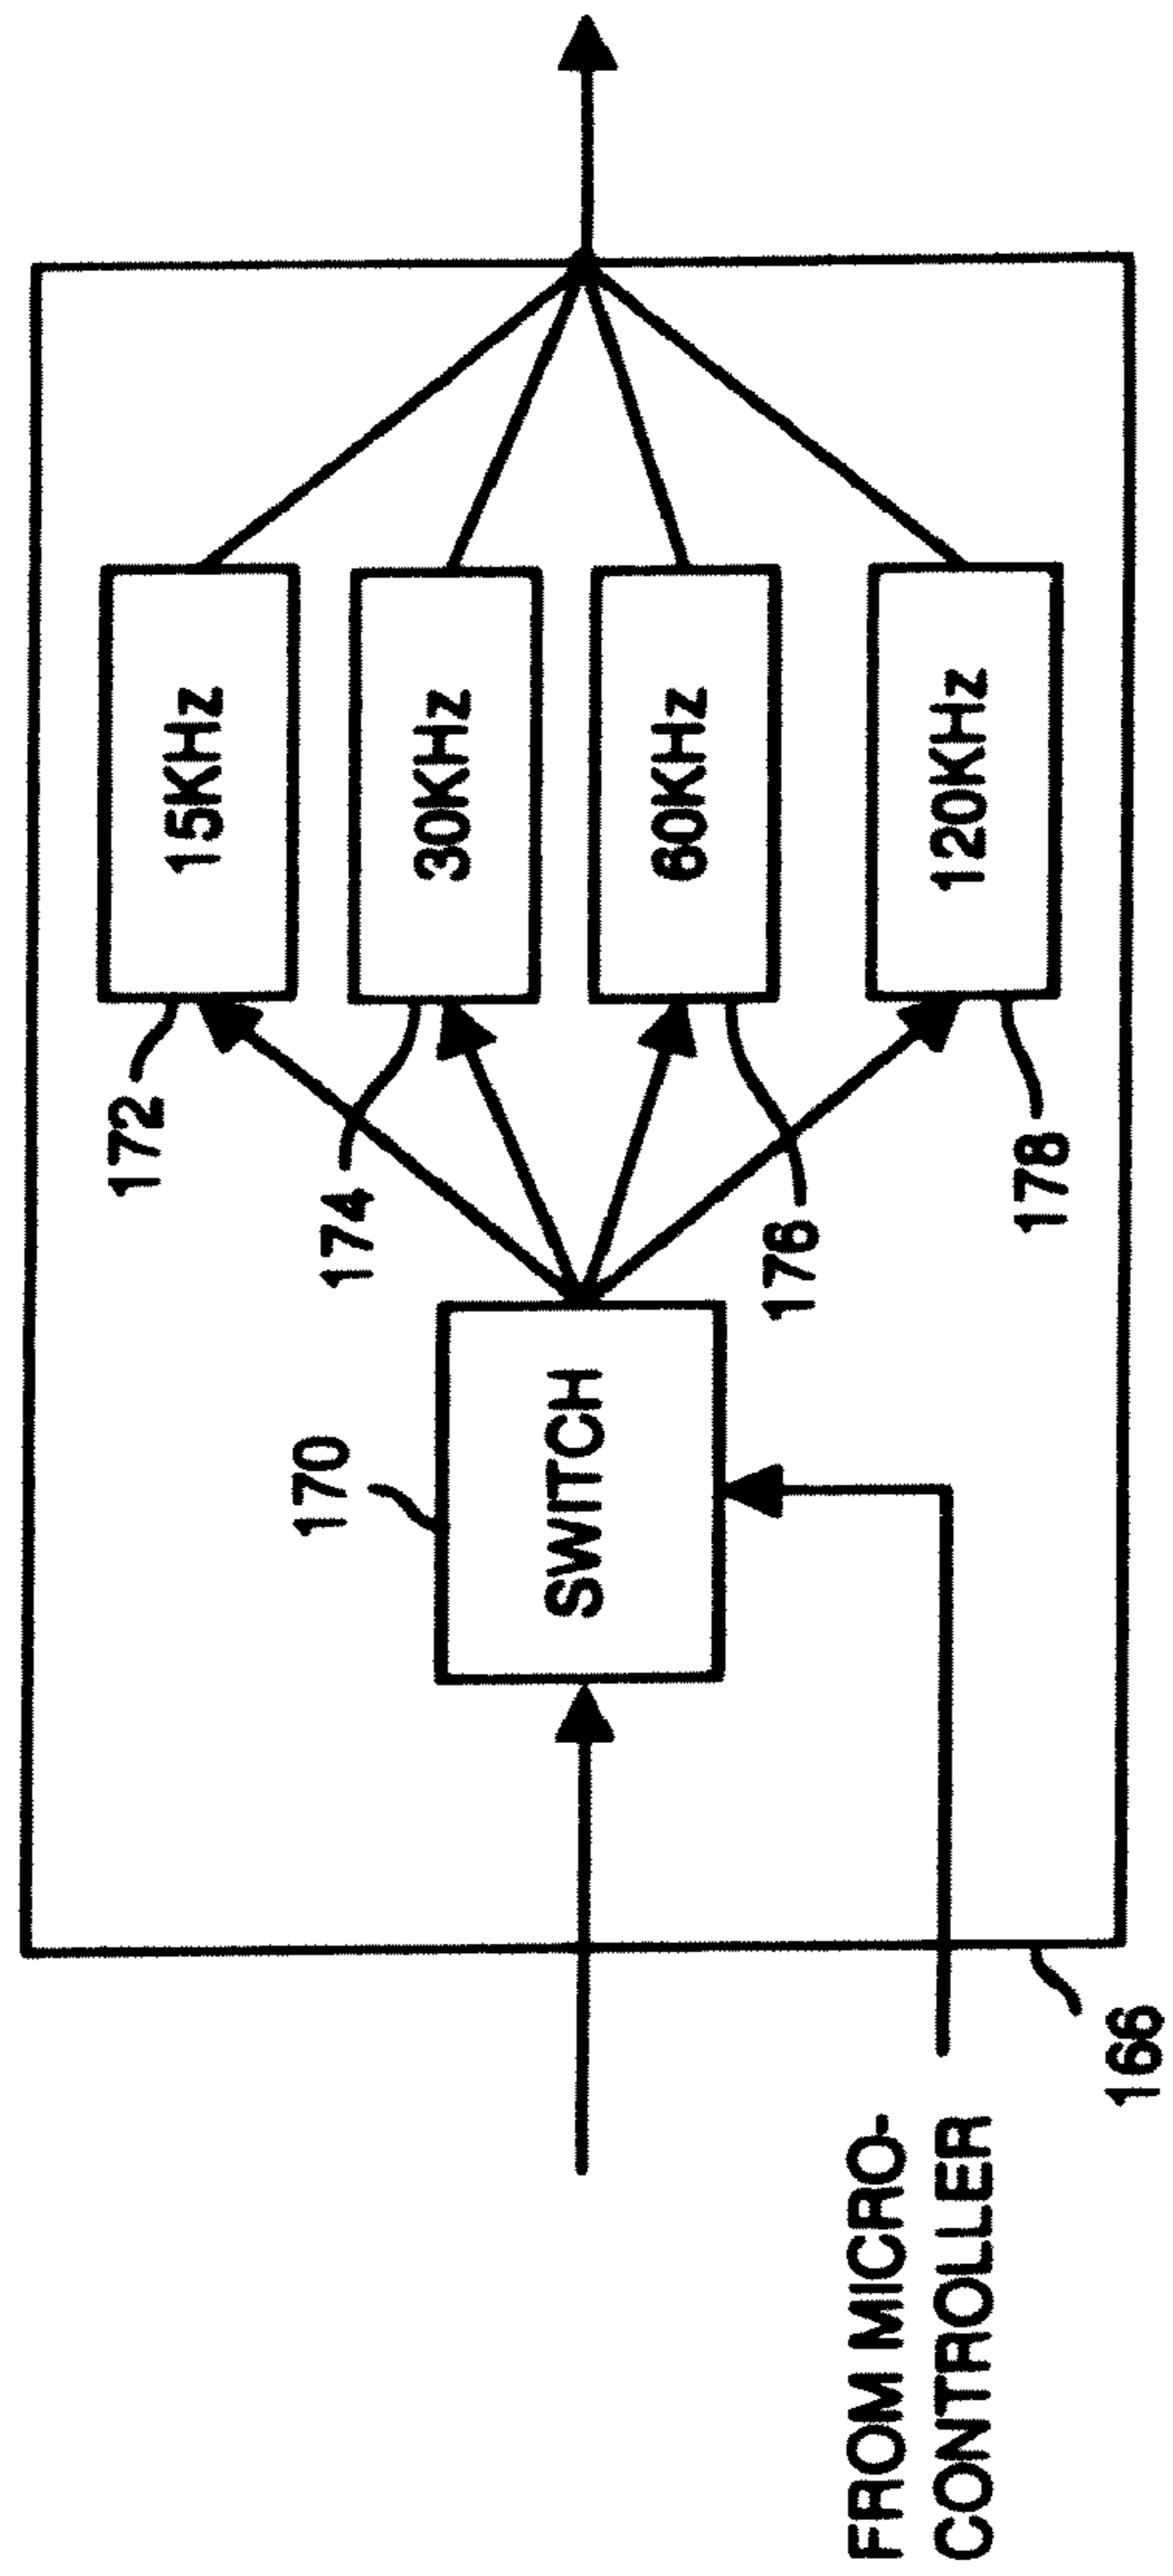 172
15KHz
170
174
30KHz
SWITCH
60KHz
176
FROM MICRO-
CONTROLLER
120KHz
178
166